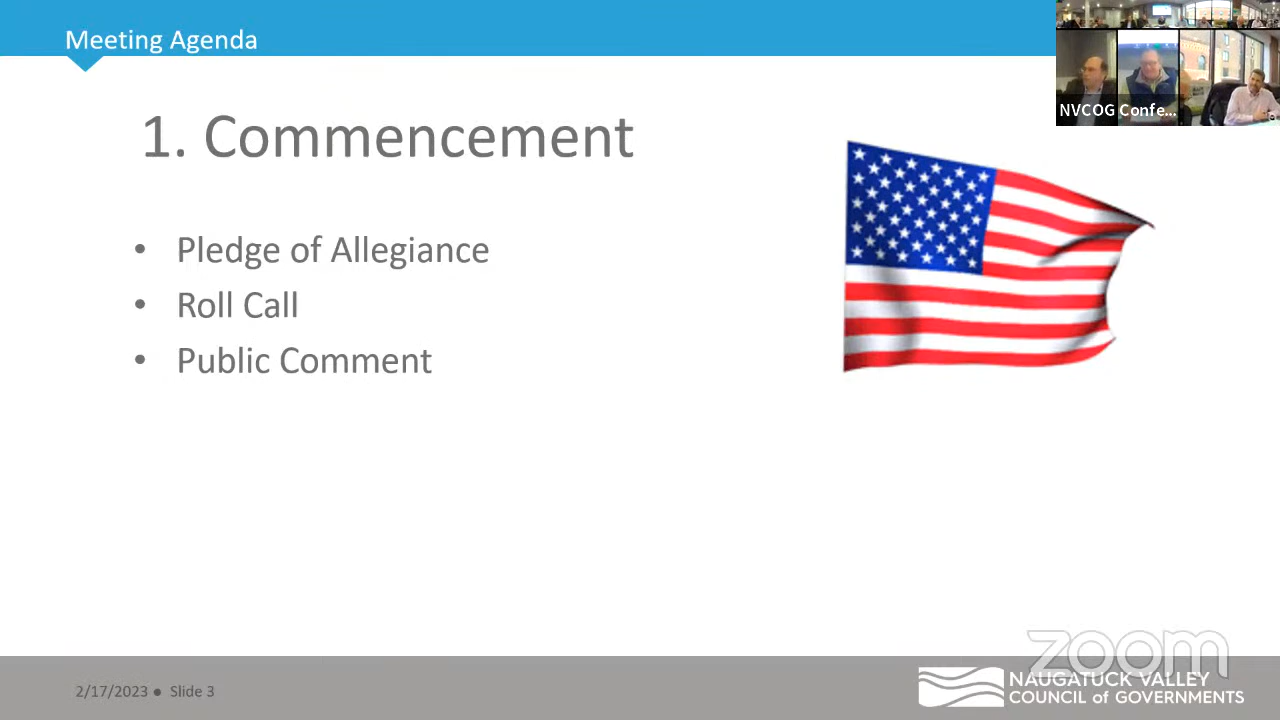 Meeting Agenda
NVCOG Confe...
1. Commencement
• Pledge of Allegiance
• Roll Call
• Public Comment
zoom
2/17/2023 ● Slide 3
NAUGATUCK VALLEY
COUNCIL of GOVERNMENTS